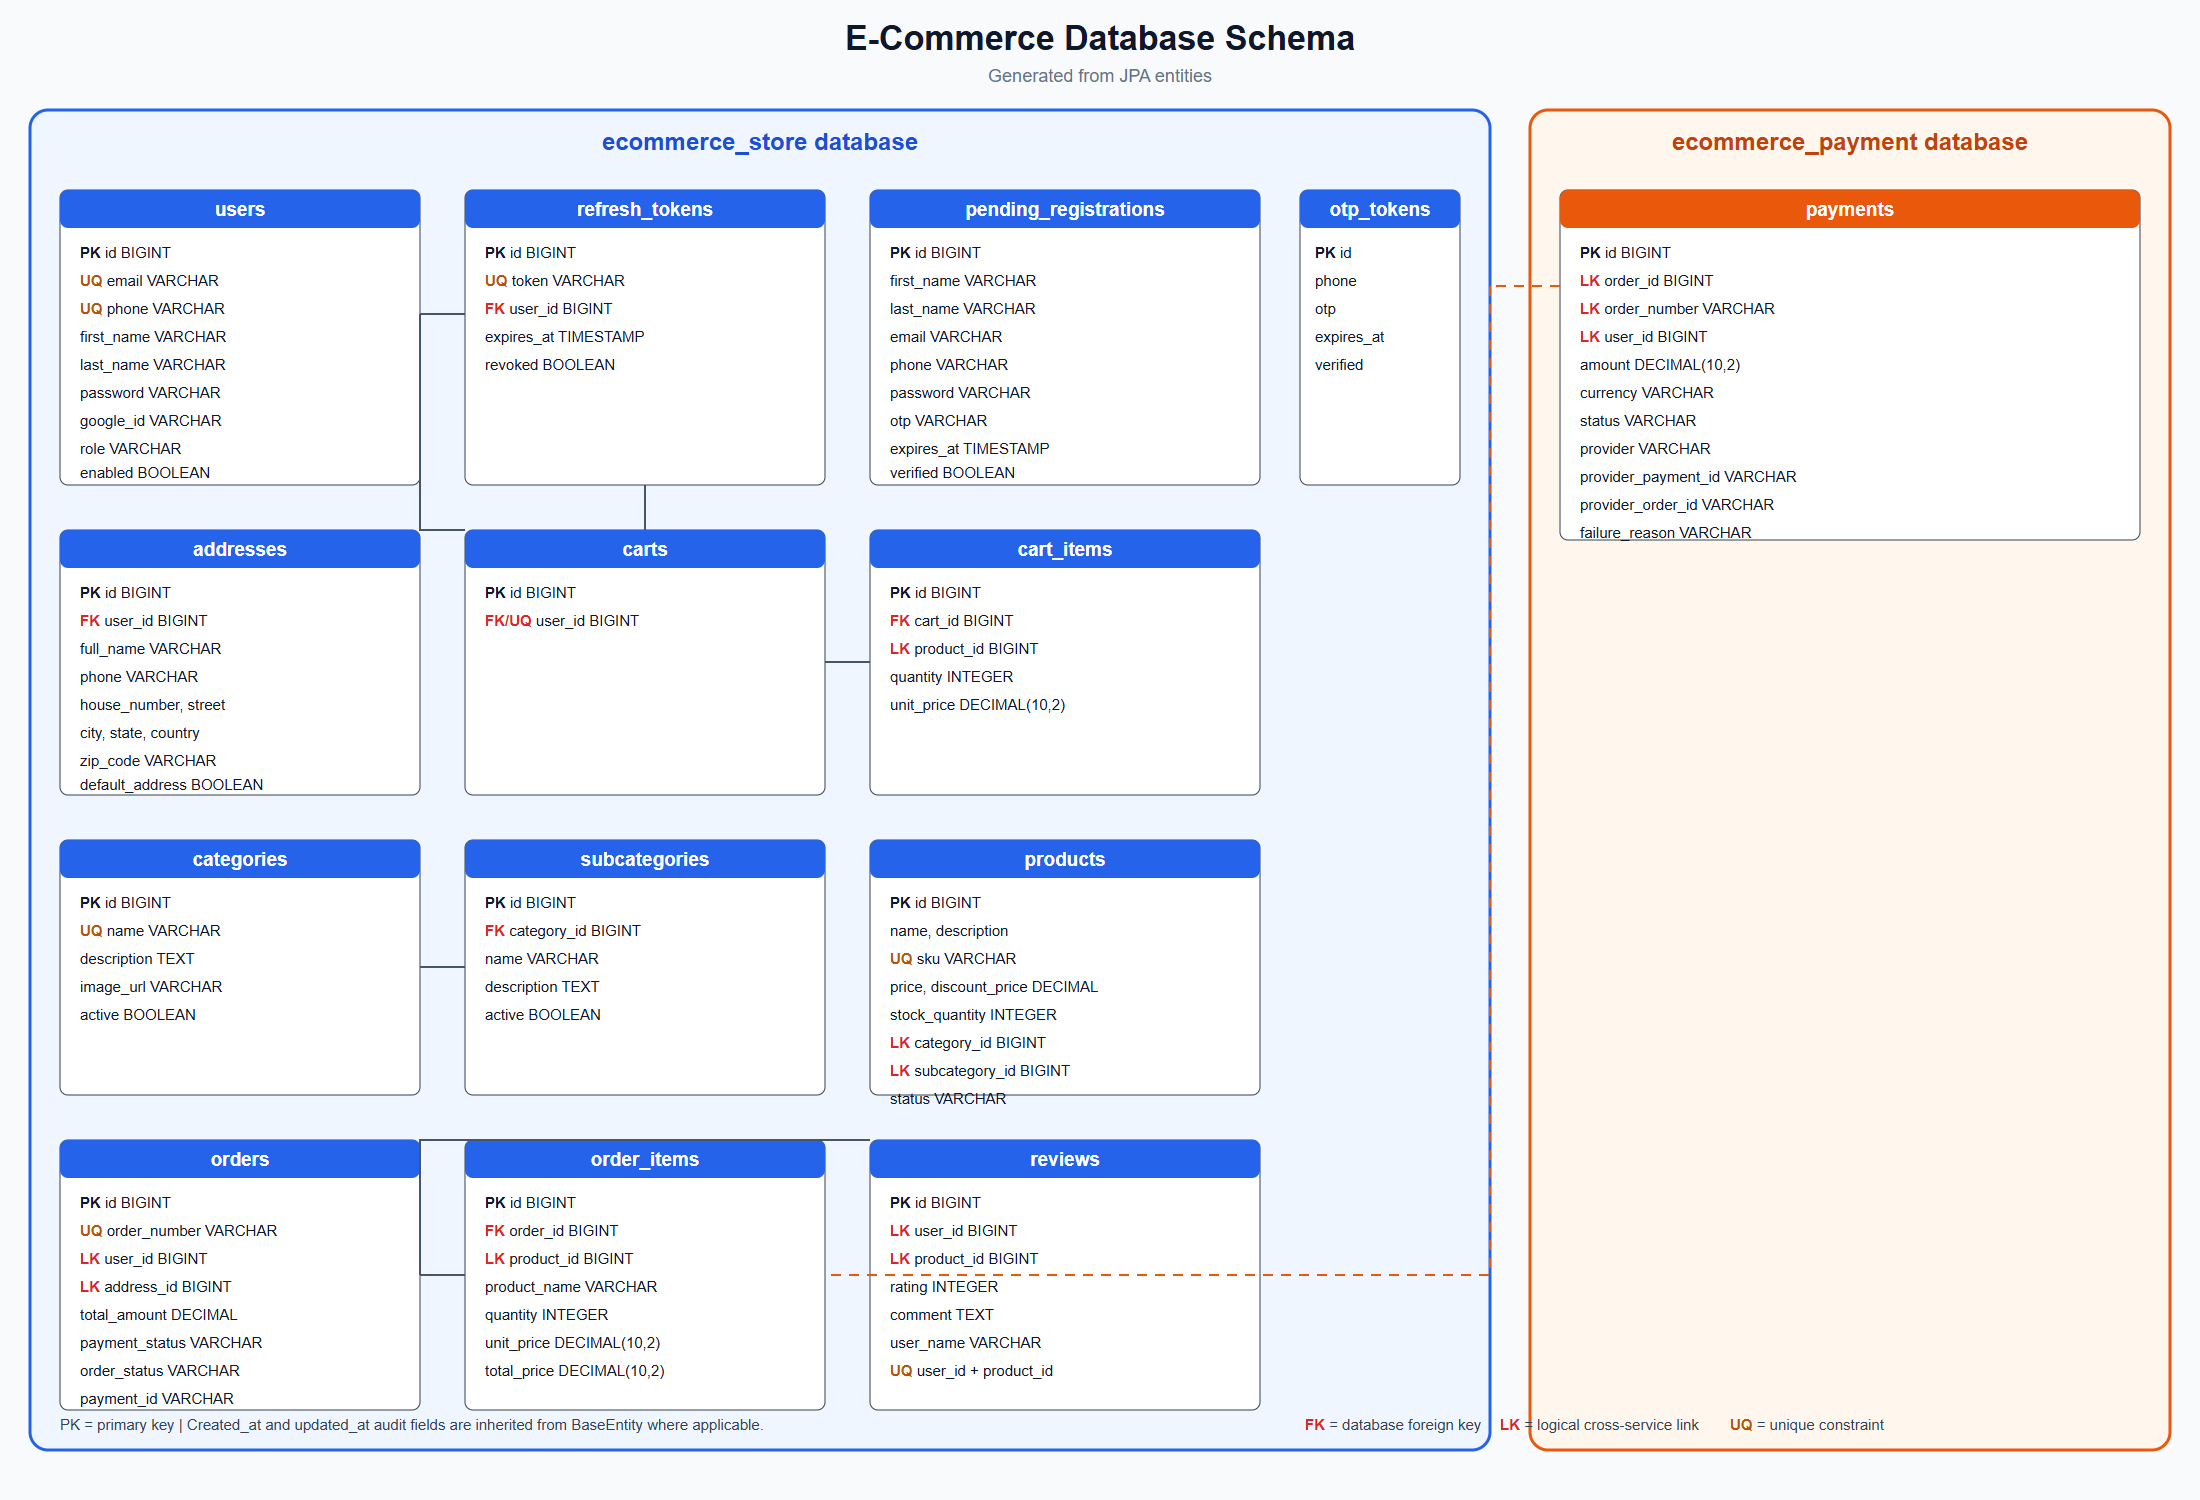 E-Commerce Database Schema
Generated from JPA entities
ecommerce_store database
users
PK id BIGINT
UQ email VARCHAR
UQ phone VARCHAR
first_name VARCHAR
last_name VARCHAR
password VARCHAR
google_id VARCHAR
role VARCHAR
enabled BOOLEAN
refresh_tokens
PK id BIGINT
UQ token VARCHAR
FK user_id BIGINT
expires_at TIMESTAMP
revoked BOOLEAN
pending_registrations
PK id BIGINT
first_name VARCHAR
last_name VARCHAR
email VARCHAR
phone VARCHAR
password VARCHAR
otp VARCHAR
expires_at TIMESTAMP
verified BOOLEAN
otp_tokens
PK id
phone
otp
expires_at
verified
addresses
PK id BIGINT
FK user_id BIGINT
full_name VARCHAR
phone VARCHAR
house_number, street
city, state, country
zip_code VARCHAR
default_address BOOLEAN
carts
PK id BIGINT
FK/UQ user_id BIGINT
cart_items
PK id BIGINT
FK cart_id BIGINT
LK product_id BIGINT
quantity INTEGER
unit_price DECIMAL(10,2)
categories
PK id BIGINT
UQ name VARCHAR
description TEXT
image_url VARCHAR
active BOOLEAN
subcategories
PK id BIGINT
FK category_id BIGINT
name VARCHAR
description TEXT
active BOOLEAN
products
PK id BIGINT
name, description
UQ sku VARCHAR
price, discount_price DECIMAL
stock_quantity INTEGER
LK category_id BIGINT
LK subcategory_id BIGINT
status VARCHAR
orders
PK id BIGINT
UQ order_number VARCHAR
LK user_id BIGINT
LK address_id BIGINT
total_amount DECIMAL
payment_status VARCHAR
order_status VARCHAR
payment_id VARCHAR
order_items
PK id BIGINT
FK order_id BIGINT
LK product_id BIGINT
product_name VARCHAR
quantity INTEGER
unit_price DECIMAL(10,2)
total_price DECIMAL(10,2)
reviews
PK id BIGINT
LK user_id BIGINT
LK product_id BIGINT
rating INTEGER
comment TEXT
user_name VARCHAR
UQ user_id + product_id
ecommerce_payment database
payments
PK id BIGINT
LK order_id BIGINT
LK order_number VARCHAR
LK user_id BIGINT
amount DECIMAL(10,2)
currency VARCHAR
status VARCHAR
provider VARCHAR
provider_payment_id VARCHAR
provider_order_id VARCHAR
failure_reason VARCHAR
PK = primary key | Created_at and updated_at audit fields are inherited from BaseEntity where applicable.
FK = database foreign key LK = logical cross-service link UQ = unique constraint